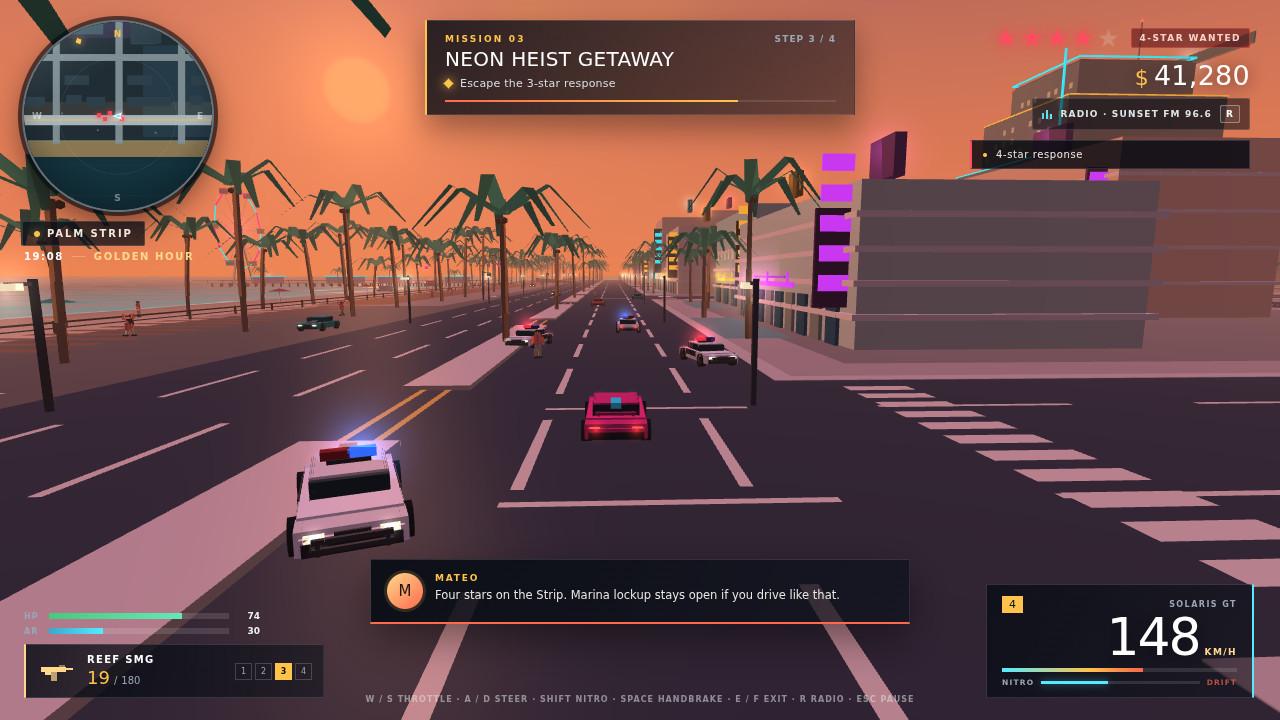 N
W
E
S
PALM STRIP
19:08 — GOLDEN HOUR
MISSION 03
STEP 3 / 4
NEON HEIST GETAWAY
Escape the 3-star response
4-STAR WANTED
$ 41,280
RADIO · SUNSET FM 96.6 R
4-star response
M
MATEO
Four stars on the Strip. Marina lockup stays open if you drive like that.
HP 74
AR 30
REEF SMG
19 / 180
1 2 3 4
4 SOLARIS GT
148 KM/H
NITRO DRIFT
W / S THROTTLE · A / D STEER · SHIFT NITRO · SPACE HANDBRAKE · E / F EXIT · R RADIO · ESC PAUSE